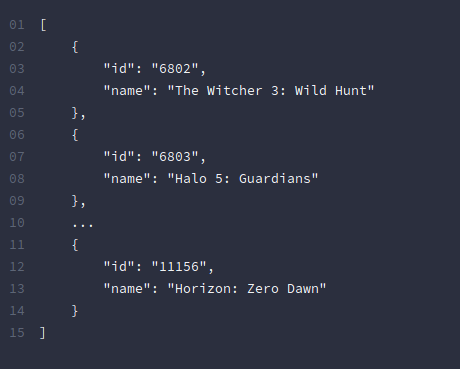 01 [
02     {
03         "id": "6802",
04         "name": "The Witcher 3: Wild Hunt"
05     },
06     {
07         "id": "6803",
08         "name": "Halo 5: Guardians"
09     },
10     ...
11     {
12         "id": "11156",
13         "name": "Horizon: Zero Dawn"
14     }
15 ]